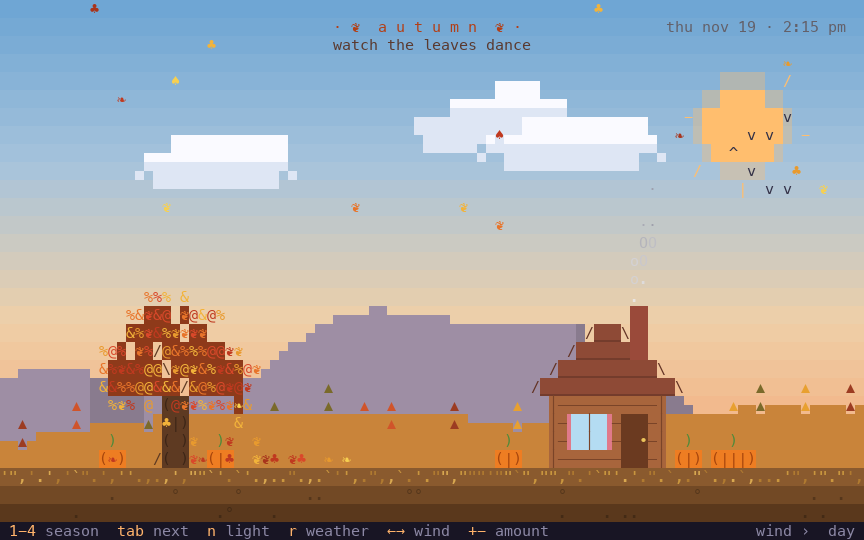 · ❦ autumn ❦ ·
thu nov 19 · 2:15 pm
watch the leaves dance
1—4 season tab next n light r weather ←→ wind +− amount wind › day